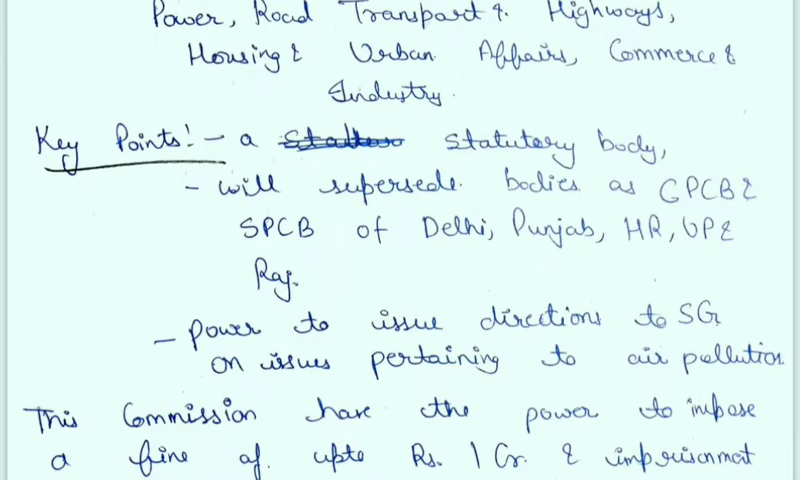 Power, Road Transport & Highways,
Housing & Urban Affairs, Commerce &
Industry.
Key Points:- a statutory body,
- will supersede bodies as CPCB &
SPCB of Delhi, Punjab, HR, UP &
Raj.
- power to issue directions to SG
on issues pertaining to air pollution
This Commission have the power to impose
a fine of upto Rs. 1 Cr. & imprisonmet